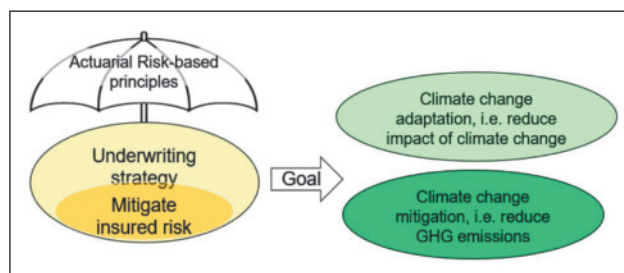 Actuarial Risk-based
principles
Underwriting
strategy
Mitigate
insured risk
Goal
Climate change
adaptation, i.e. reduce
impact of climate change
Climate change
mitigation, i.e. reduce
GHG emissions